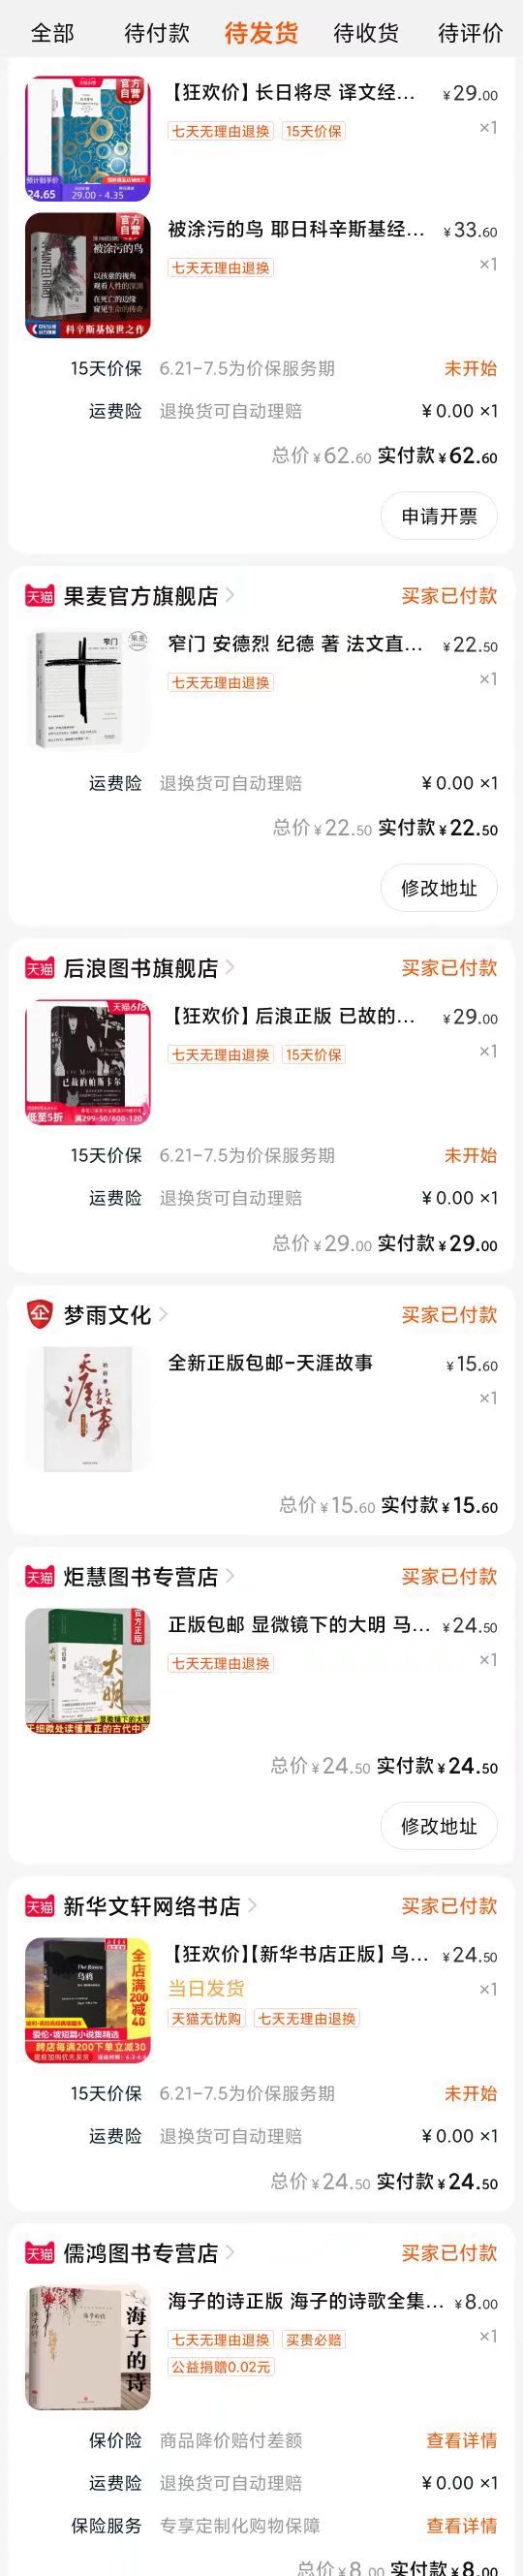 全部 待付款 待发货 待收货 待评价
官方自营
预计到手价
24.65
29.00 - 4.35
【狂欢价】长日将尽 译文经... ¥29.00
七天无理由退换 15天价保 ×1
官方自营
被涂污的鸟
以孩童的视角
观看人性的深渊
在死亡的边缘
窥见生命的传奇
科辛斯基惊世之作
被涂污的鸟 耶日科辛斯基经... ¥33.60
七天无理由退换 ×1
15天价保 6.21-7.5为价保服务期 未开始
运费险 退换货可自动理赔 ¥0.00 ×1
总价¥62.60 实付款¥62.60
申请开票
天猫 果麦官方旗舰店 买家已付款
窄门
窄门 安德烈 纪德 著 法文直... ¥22.50
七天无理由退换 ×1
运费险 退换货可自动理赔 ¥0.00 ×1
总价¥22.50 实付款¥22.50
修改地址
天猫 后浪图书旗舰店 买家已付款
天猫618
已故的帕斯卡尔
低至5折 满299-50/600-120
【狂欢价】后浪正版 已故的... ¥29.00
七天无理由退换 15天价保 ×1
15天价保 6.21-7.5为价保服务期 未开始
运费险 退换货可自动理赔 ¥0.00 ×1
总价¥29.00 实付款¥29.00
企 梦雨文化 买家已付款
天涯故事
全新正版包邮-天涯故事 ¥15.60
×1
总价¥15.60 实付款¥15.60
天猫 炬慧图书专营店 买家已付款
官方正版
大明
显微镜下的大明
于细微处读懂真正的古代中国
正版包邮 显微镜下的大明 马... ¥24.50
七天无理由退换 ×1
总价¥24.50 实付款¥24.50
修改地址
天猫 新华文轩网络书店 买家已付款
The Raven
乌鸦
全店满200减40
爱伦·坡短篇小说集精选
跨店每满200下单立减30
【狂欢价】【新华书店正版】乌... ¥24.50
当日发货 ×1
天猫无忧购 七天无理由退换
15天价保 6.21-7.5为价保服务期 未开始
运费险 退换货可自动理赔 ¥0.00 ×1
总价¥24.50 实付款¥24.50
天猫 儒鸿图书专营店 买家已付款
海子的诗
海子的诗
海子的诗正版 海子的诗歌全集... ¥8.00
七天无理由退换 买贵必赔 ×1
公益捐赠0.02元
保价险 商品降价赔付差额 查看详情
运费险 退换货可自动理赔 ¥0.00 ×1
保险服务 专享定制化购物保障 查看详情
总价¥8.00 实付款¥8.00